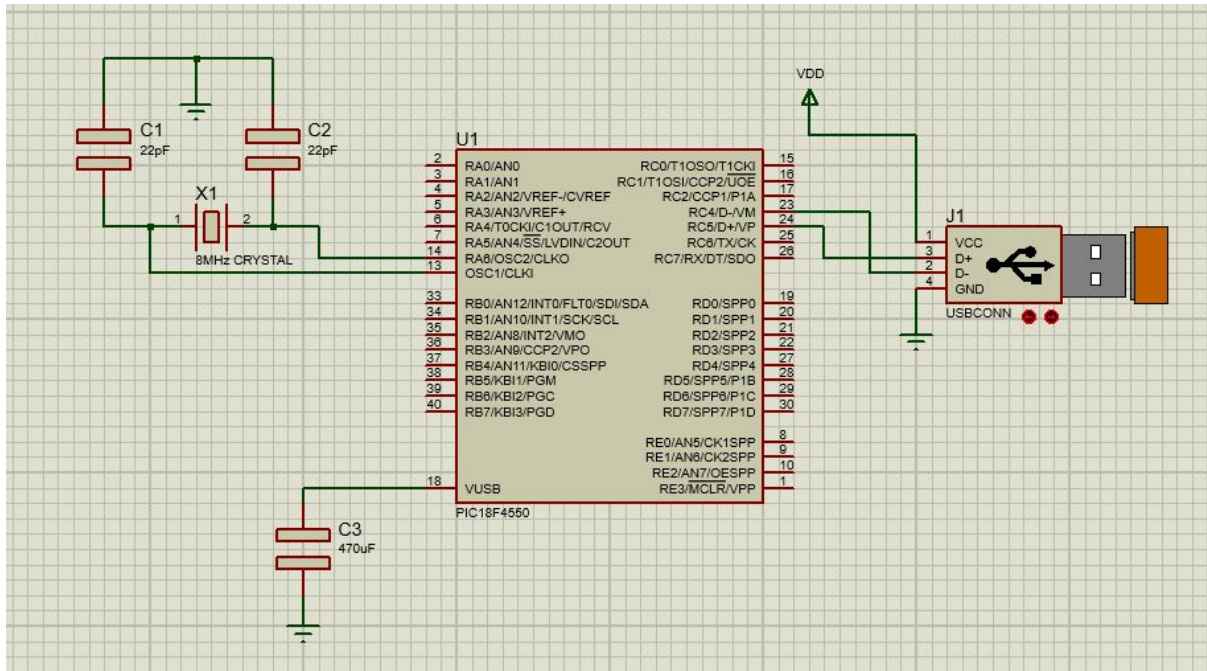 C1
22pF
C2
22pF
X1
1
2
8MHz CRYSTAL
U1
2 RA0/AN0
3 RA1/AN1
4 RA2/AN2/VREF-/CVREF
5 RA3/AN3/VREF+
6 RA4/T0CKI/C1OUT/RCV
7 RA5/AN4/SS/LVDIN/C2OUT
14 RA6/OSC2/CLKO
13 OSC1/CLKI
33 RB0/AN12/INT0/FLT0/SDI/SDA
34 RB1/AN10/INT1/SCK/SCL
35 RB2/AN8/INT2/VMO
36 RB3/AN9/CCP2/VPO
37 RB4/AN11/KBI0/CSSPP
38 RB5/KBI1/PGM
39 RB6/KBI2/PGC
40 RB7/KBI3/PGD
18 VUSB
RC0/T1OSO/T1CKI 15
RC1/T1OSI/CCP2/UOE 16
RC2/CCP1/P1A 17
RC4/D-/VM 23
RC5/D+/VP 24
RC6/TX/CK 25
RC7/RX/DT/SDO 26
RD0/SPP0 19
RD1/SPP1 20
RD2/SPP2 21
RD3/SPP3 22
RD4/SPP4 27
RD5/SPP5/P1B 28
RD6/SPP6/P1C 29
RD7/SPP7/P1D 30
RE0/AN5/CK1SPP 8
RE1/AN6/CK2SPP 9
RE2/AN7/OESPP 10
RE3/MCLR/VPP 1
PIC18F4550
C3
470uF
VDD
J1
1 VCC
3 D+
2 D-
4 GND
USBCONN